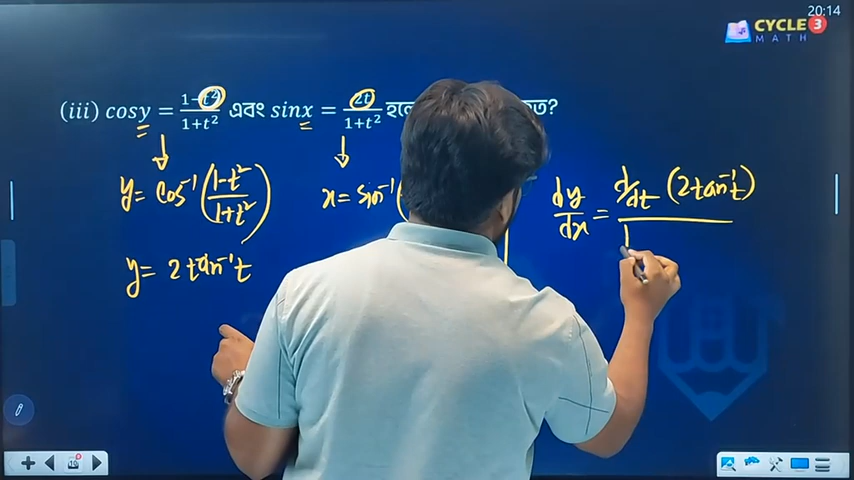 20:14
CYCLE 3
MATH
(iii) cosy = 1-t²/1+t² এবং sinx = 2t/1+t² হলে
y = cos⁻¹(1-t²/1+t²)
x = sin⁻¹(
dy/dx = d/dt (2tan⁻¹t)
y = 2tan⁻¹t